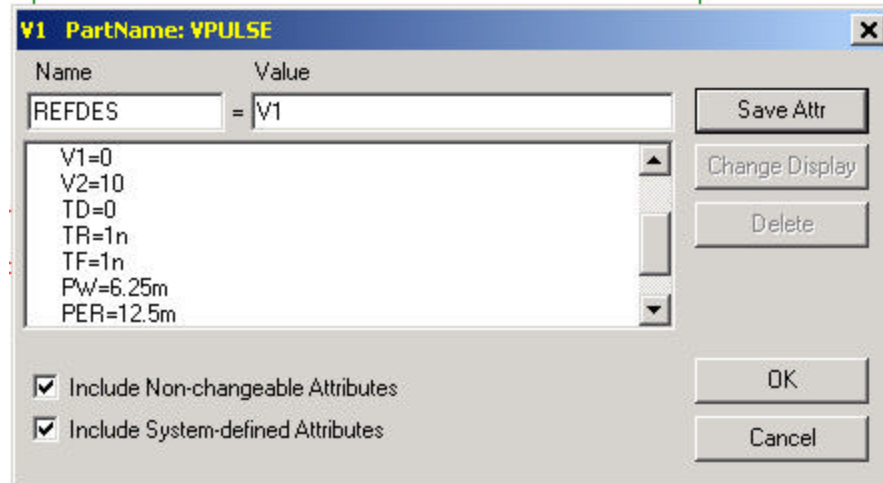 V1 PartName: VPULSE
Name Value
REFDES = V1
Save Attr
V1=0
V2=10
TD=0
TR=1n
TF=1n
PW=6.25m
PER=12.5m
Change Display
Delete
Include Non-changeable Attributes
Include System-defined Attributes
OK
Cancel